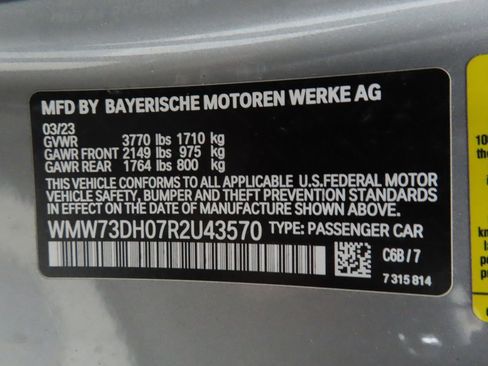 MFD BY BAYERISCHE MOTOREN WERKE AG
03/23
GVWR 3770 lbs 1710 kg
GAWR FRONT 2149 lbs 975 kg
GAWR REAR 1764 lbs 800 kg
THIS VEHICLE CONFORMS TO ALL APPLICABLE U.S.FEDERAL MOTOR
VEHICLE SAFETY, BUMPER AND THEFT PREVENTION STANDARDS
IN EFFECT ON THE DATE OF MANUFACTURE SHOWN ABOVE.
WMW73DH07R2U43570 TYPE: PASSENGER CAR
C6B / 7
7 315 814